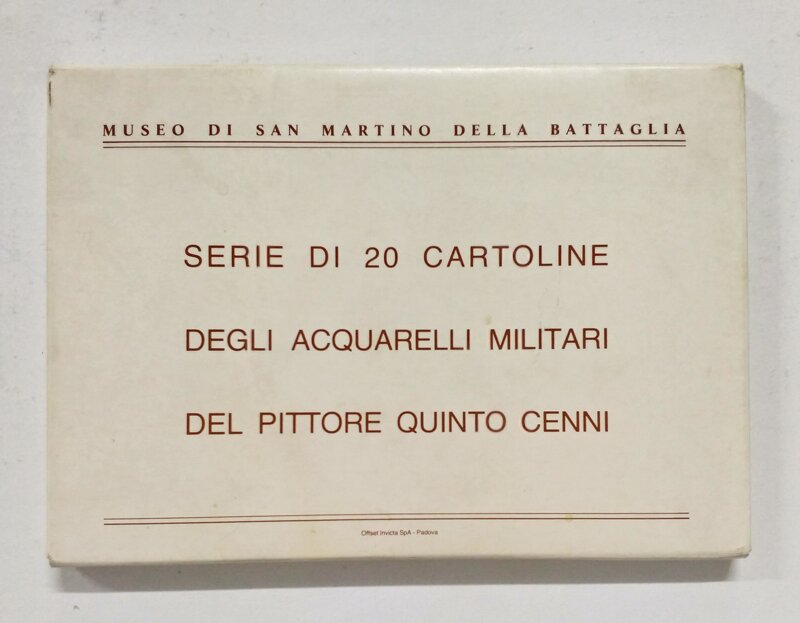 MUSEO DI SAN MARTINO DELLA BATTAGLIA
SERIE DI 20 CARTOLINE
DEGLI ACQUARELLI MILITARI
DEL PITTORE QUINTO CENNI
Offset Invicta SpA - Padova